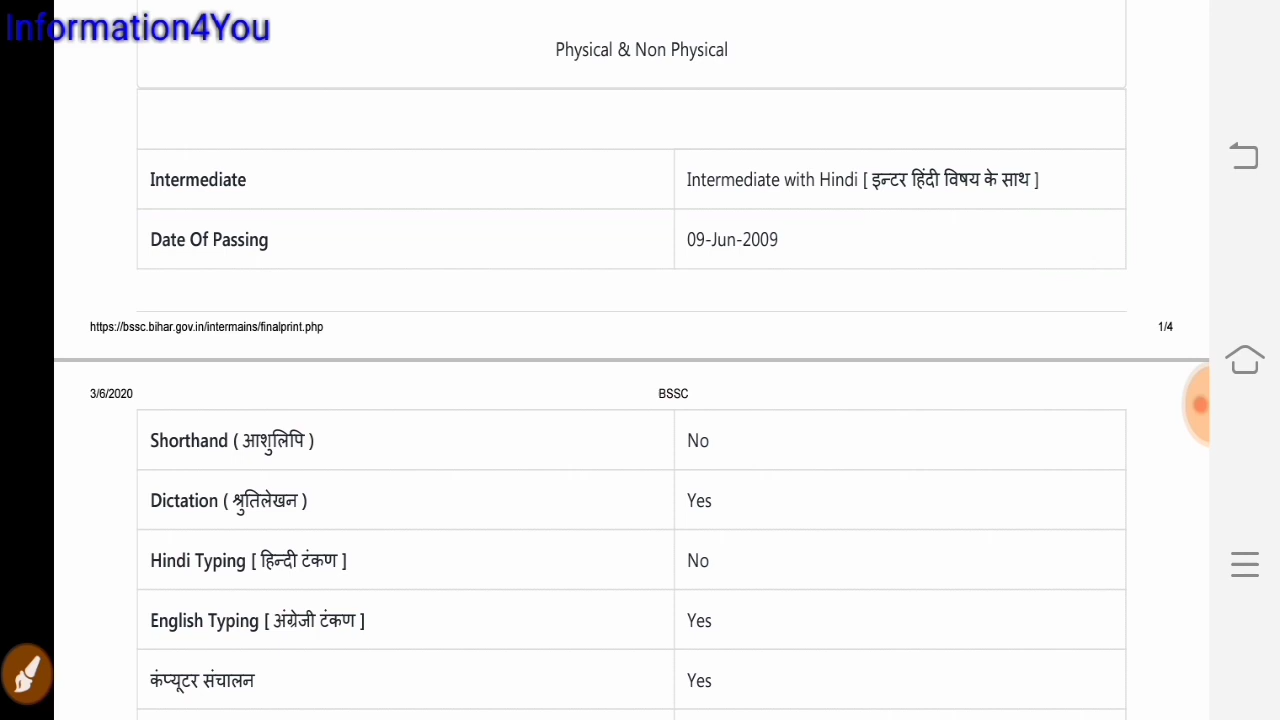 Information4You
Physical & Non Physical
Intermediate Intermediate with Hindi [ इन्टर हिंदी विषय के साथ ]
Date Of Passing 09-Jun-2009
https://bssc.bihar.gov.in/intermains/finalprint.php 1/4
3/6/2020 BSSC
Shorthand ( आशुलिपि ) No
Dictation ( श्रुतिलेखन ) Yes
Hindi Typing [ हिन्दी टंकण ] No
English Typing [ अंग्रेजी टंकण ] Yes
कंप्यूटर संचालन Yes